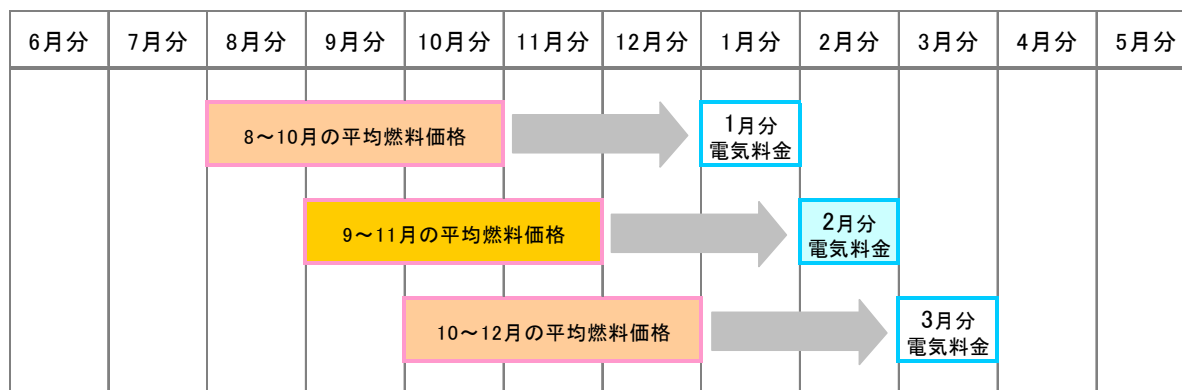 6月分 7月分 8月分 9月分 10月分 11月分 12月分 1月分 2月分 3月分 4月分 5月分
8～10月の平均燃料価格
1月分
電気料金
9～11月の平均燃料価格
2月分
電気料金
10～12月の平均燃料価格
3月分
電気料金